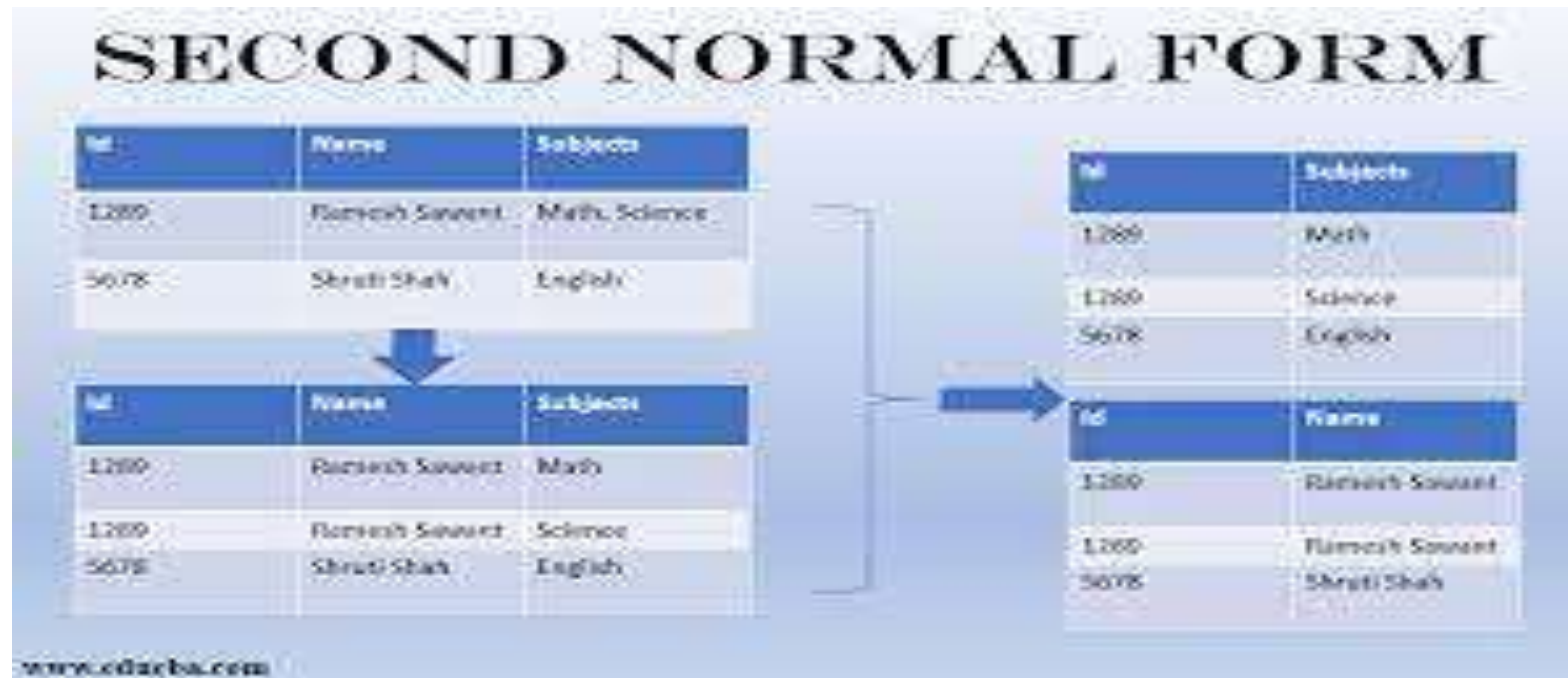 SECOND NORMAL FORM
Id Name Subjects
1289 Ramesh Sawant Math, Science
5678 Shruti Shah English
Id Name Subjects
1289 Ramesh Sawant Math
1289 Ramesh Sawant Science
5678 Shruti Shah English
Id Subjects
1289 Math
1289 Science
5678 English
Id Name
1289 Ramesh Sawant
1289 Ramesh Sawant
5678 Shruti Shah
www.educba.com